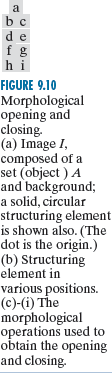 a
b c
d e
f g
h i
FIGURE 9.10
Morphological
opening and
closing.
(a) Image I,
composed of a
set (object ) A
and background;
a solid, circular
structuring element
is shown also. (The
dot is the origin.)
(b) Structuring
element in
various positions.
(c)-(i) The
morphological
operations used to
obtain the opening
and closing.